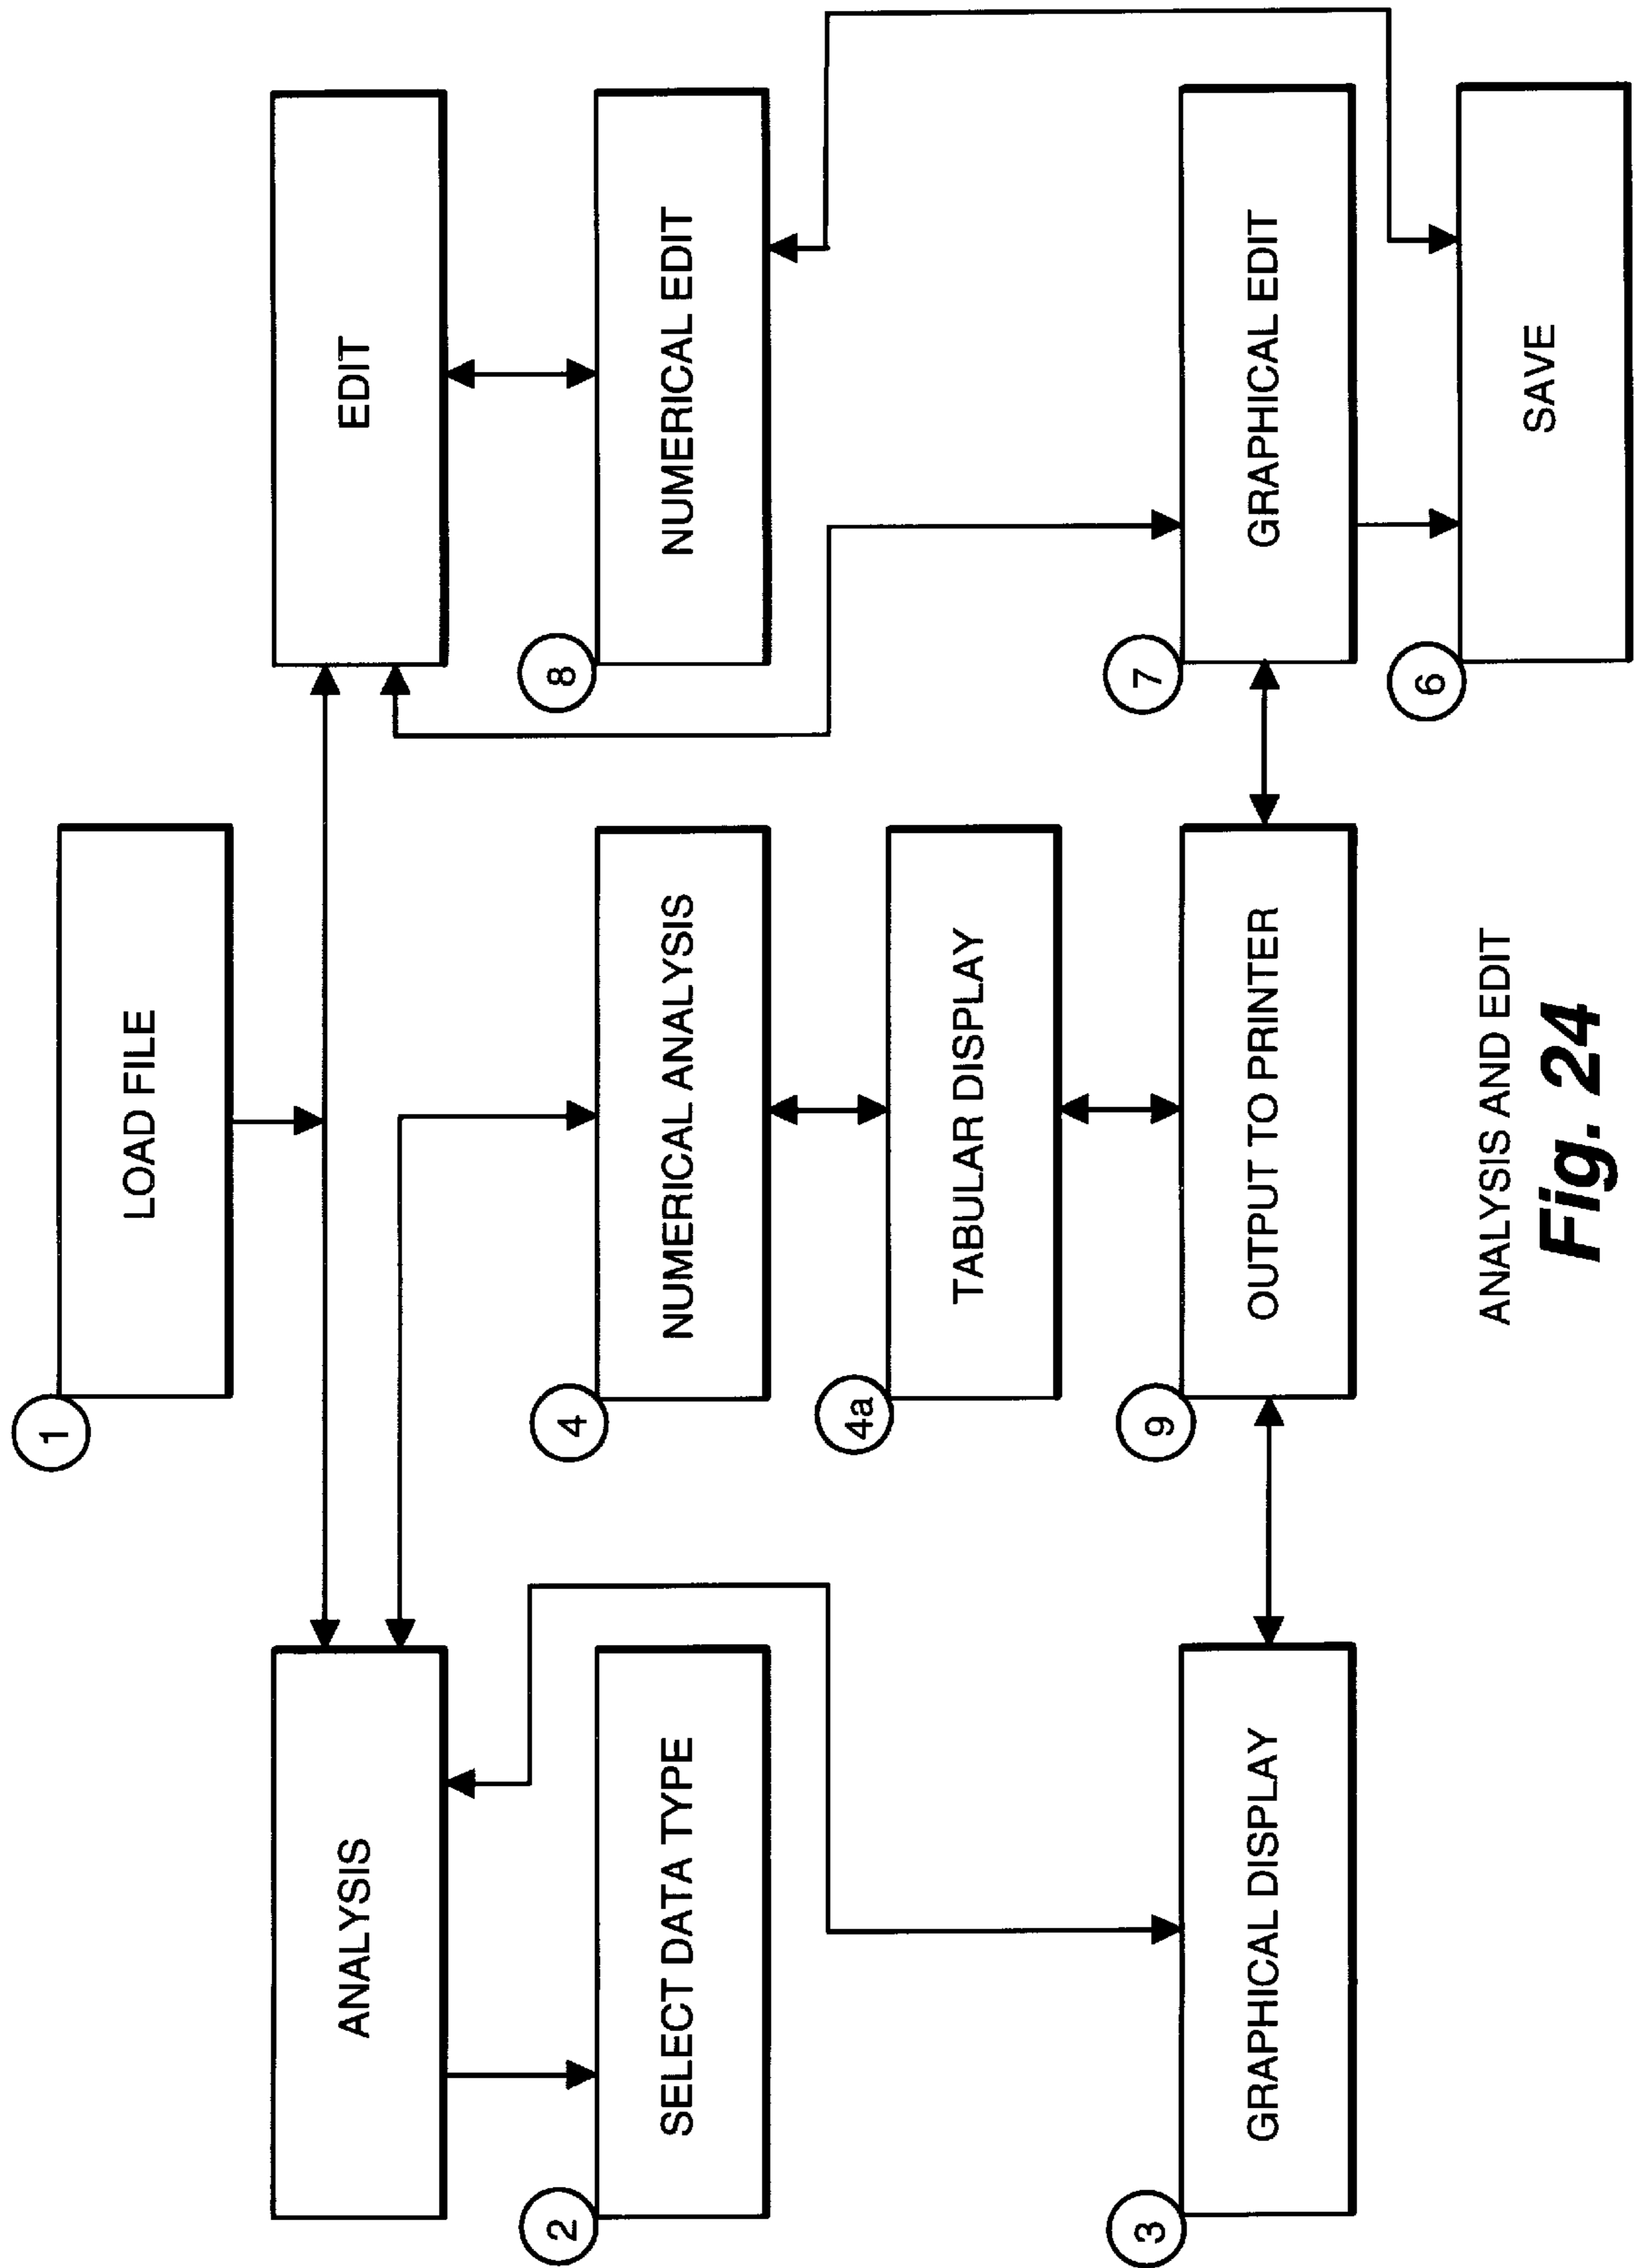 1
LOAD FILE
ANALYSIS
EDIT
2
SELECT DATA TYPE
4
NUMERICAL ANALYSIS
8
NUMERICAL EDIT
4a
TABULAR DISPLAY
3
GRAPHICAL DISPLAY
9
OUTPUT TO PRINTER
7
GRAPHICAL EDIT
6
SAVE
ANALYSIS AND EDIT
Fig. 24